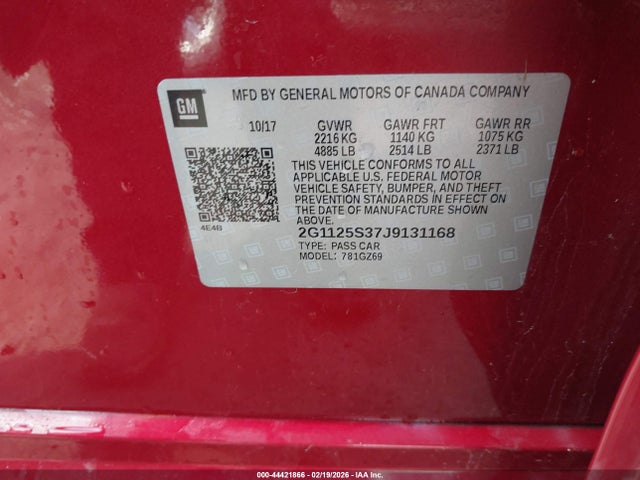 GM
MFD BY GENERAL MOTORS OF CANADA COMPANY
10/17 GVWR GAWR FRT GAWR RR
2216 KG 1140 KG 1075 KG
4885 LB 2514 LB 2371 LB
THIS VEHICLE CONFORMS TO ALL
APPLICABLE U.S. FEDERAL MOTOR
VEHICLE SAFETY, BUMPER, AND THEFT
PREVENTION STANDARDS IN EFFECT ON
THE DATE OF MANUFACTURE SHOWN
ABOVE.
4E4B
2G1125S37J9131168
TYPE: PASS CAR
MODEL: 781GZ69
000-44421866 - 02/19/2026 - IAA Inc.